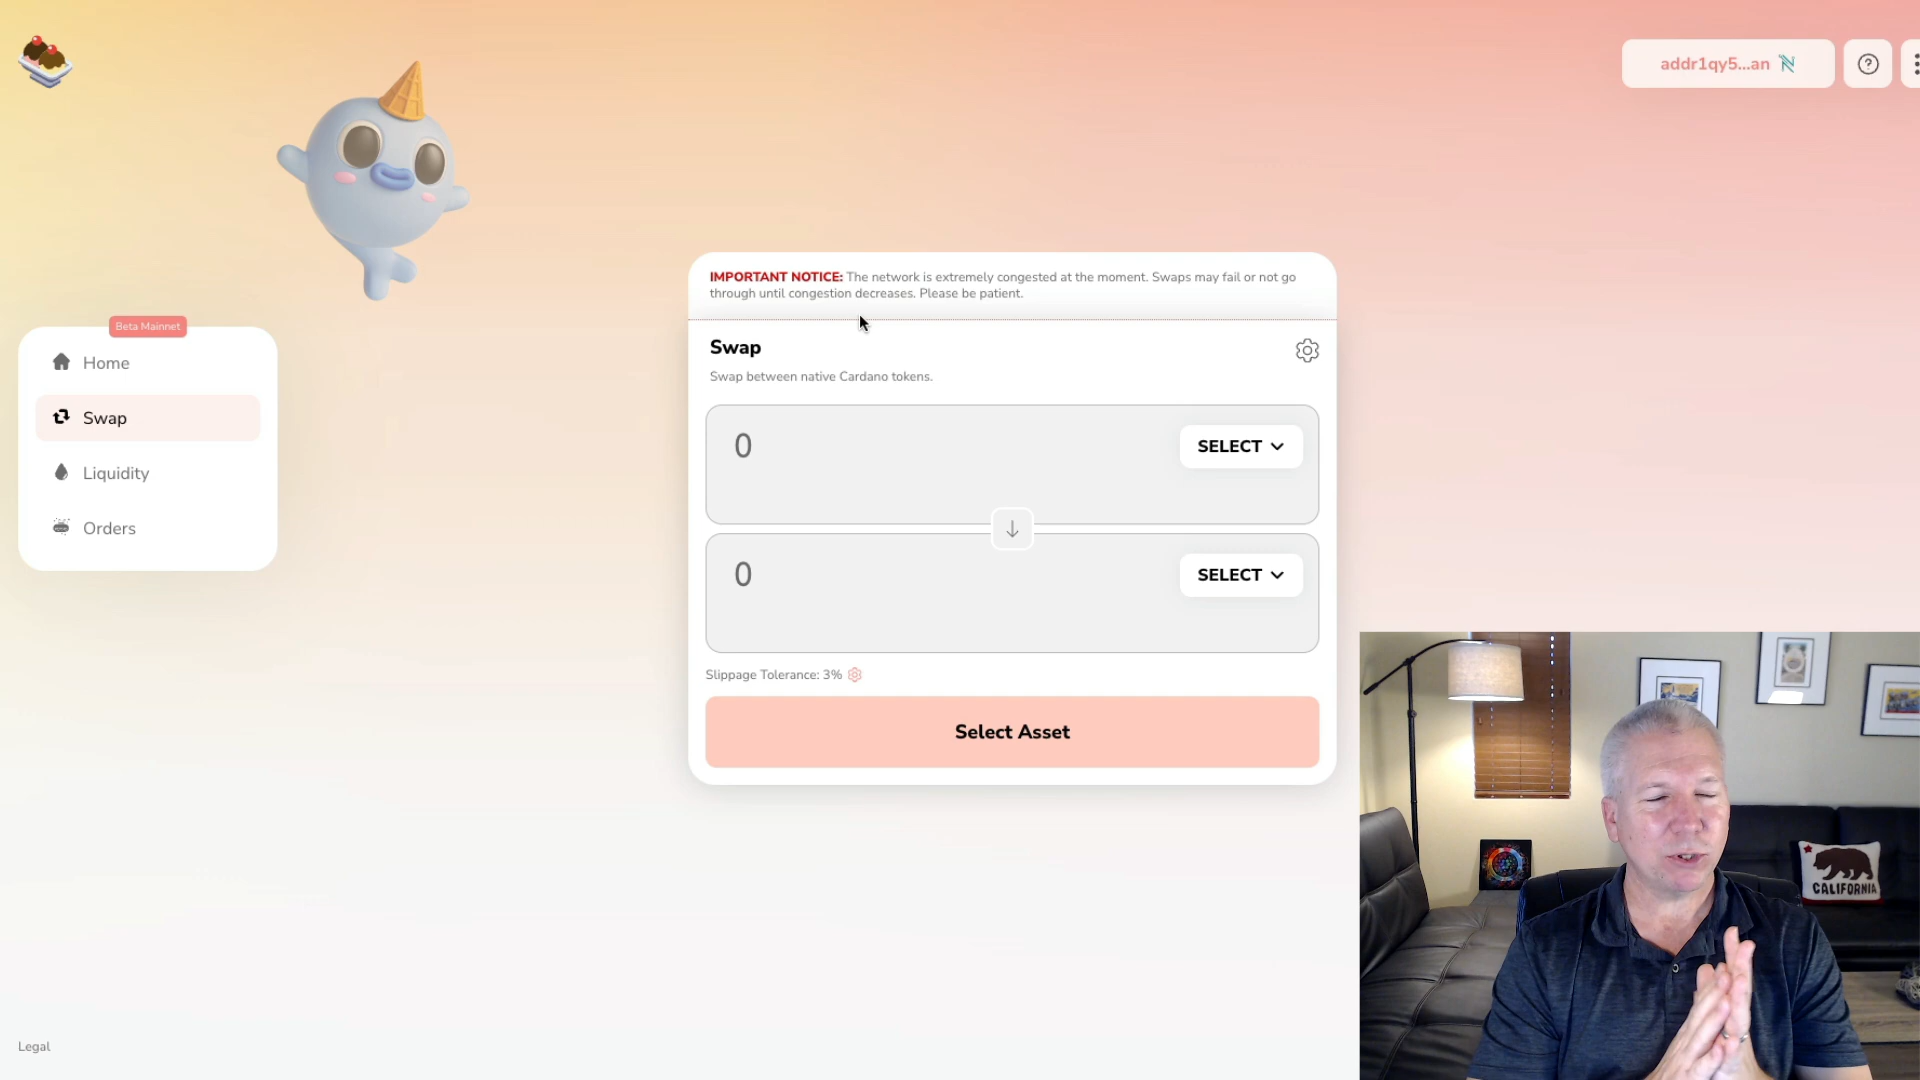 addr1qy5...an
Beta Mainnet
Home
Swap
Liquidity
Orders
IMPORTANT NOTICE: The network is extremely congested at the moment. Swaps may fail or not go
through until congestion decreases. Please be patient.
Swap
Swap between native Cardano tokens.
0
SELECT
0
SELECT
Slippage Tolerance: 3%
Select Asset
CALIFORNIA
Legal